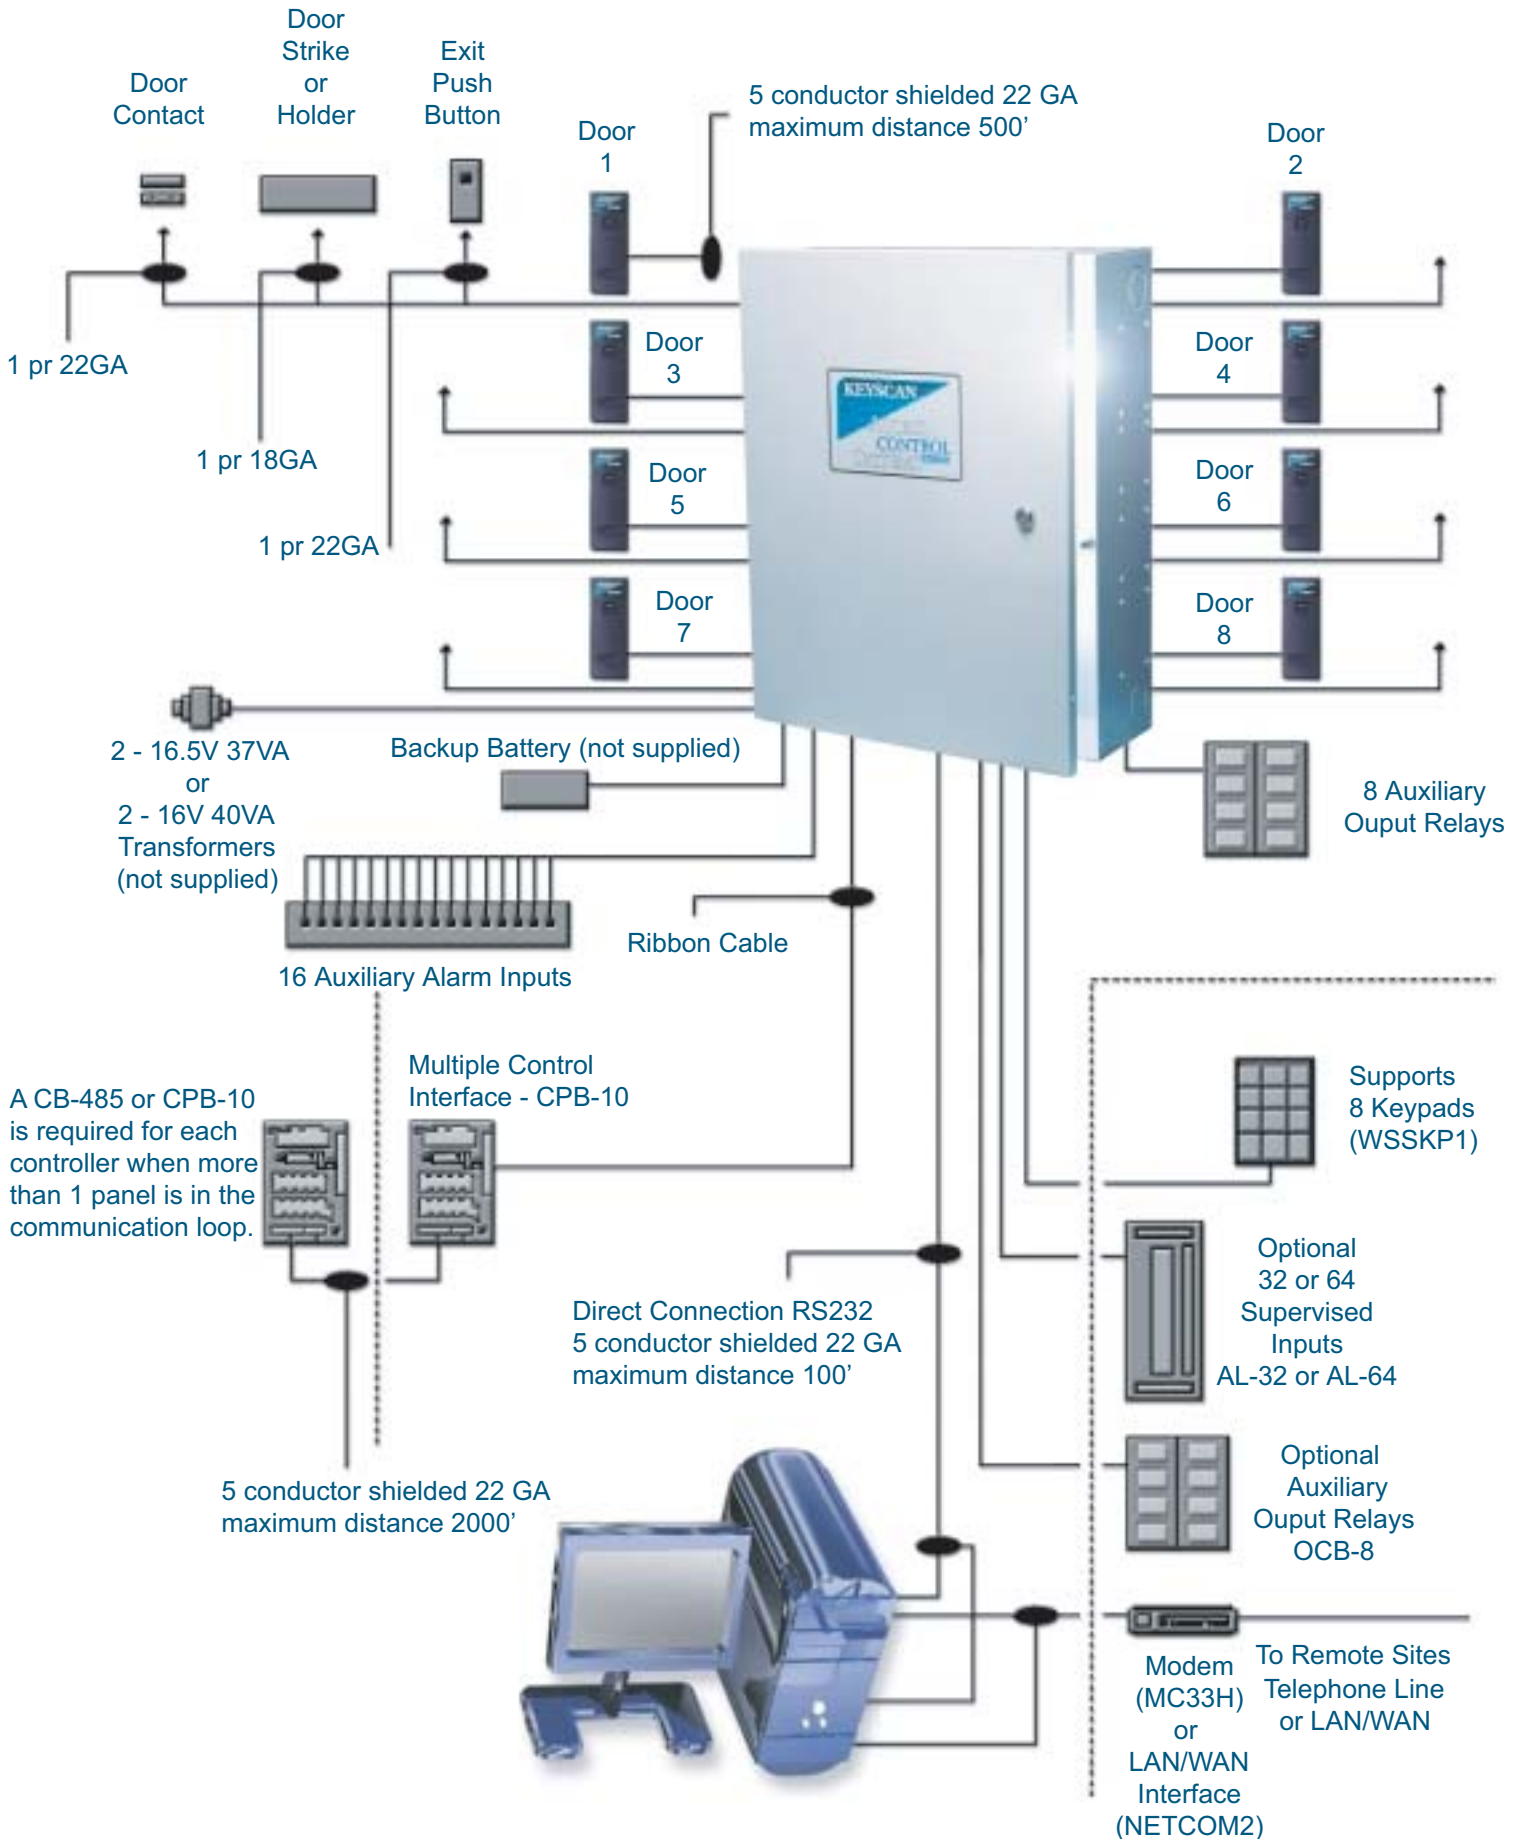 Door
Contact
Door
Strike
or
Holder
Exit
Push
Button
Door
1
5 conductor shielded 22 GA
maximum distance 500’
Door
2
1 pr 22GA
1 pr 18GA
1 pr 22GA
Door
3
Door
4
KEYSCAN
CONTROL
Door
5
Door
6
Door
7
Door
8
2 - 16.5V 37VA
or
2 - 16V 40VA
Transformers
(not supplied)
Backup Battery (not supplied)
8 Auxiliary
Ouput Relays
Ribbon Cable
16 Auxiliary Alarm Inputs
A CB-485 or CPB-10
is required for each
controller when more
than 1 panel is in the
communication loop.
Multiple Control
Interface - CPB-10
Supports
8 Keypads
(WSSKP1)
Direct Connection RS232
5 conductor shielded 22 GA
maximum distance 100’
Optional
32 or 64
Supervised
Inputs
AL-32 or AL-64
5 conductor shielded 22 GA
maximum distance 2000’
Optional
Auxiliary
Ouput Relays
OCB-8
Modem
(MC33H)
or
LAN/WAN
Interface
(NETCOM2)
To Remote Sites
Telephone Line
or LAN/WAN